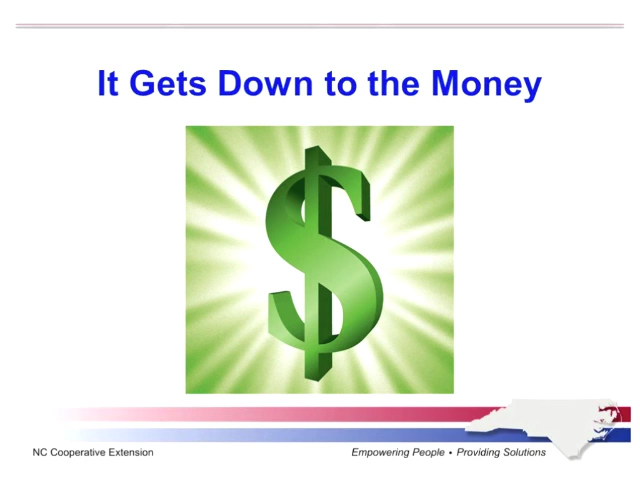 It Gets Down to the Money
$
NC Cooperative Extension
Empowering People • Providing Solutions